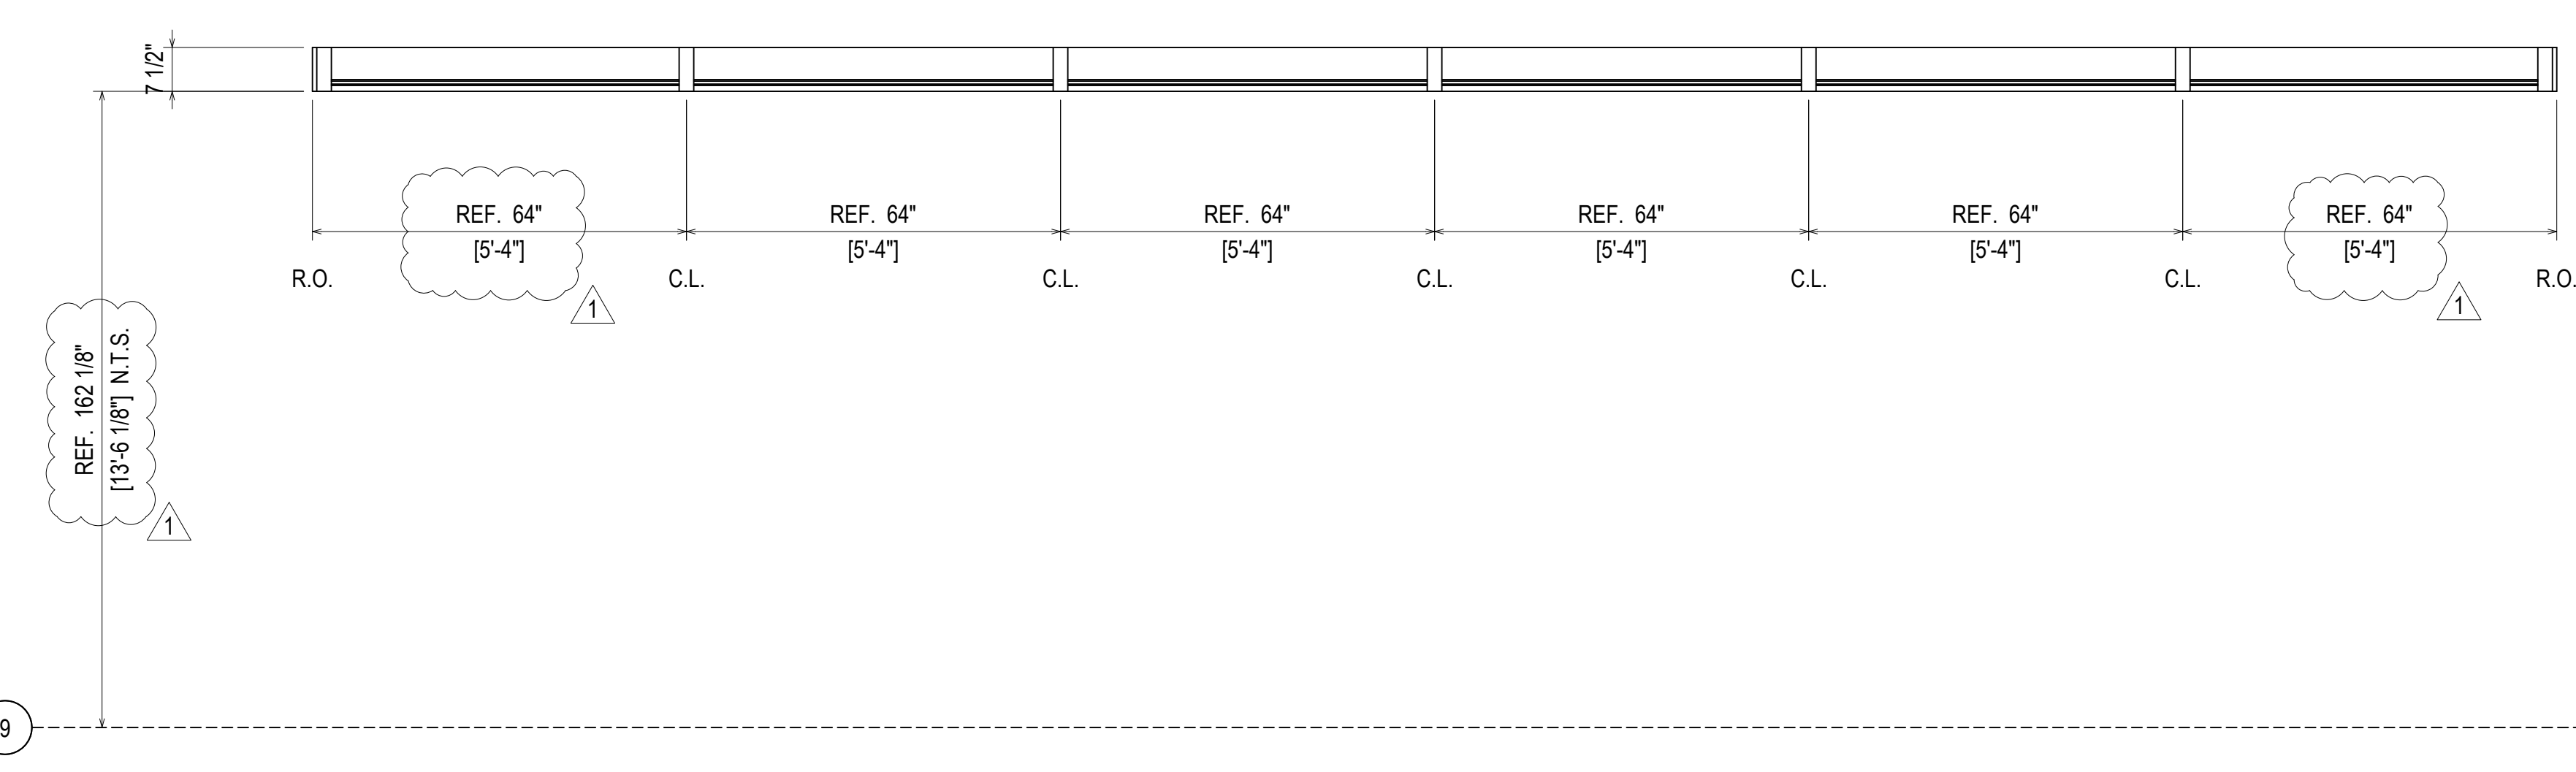 7 1/2"
REF. 64"
[5'-4"]
REF. 64"
[5'-4"]
REF. 64"
[5'-4"]
REF. 64"
[5'-4"]
REF. 64"
[5'-4"]
REF. 64"
[5'-4"]
R.O.
C.L.
C.L.
C.L.
C.L.
C.L.
R.O.
1
1
REF. 162 1/8"
[13'-6 1/8"] N.T.S.
1
9